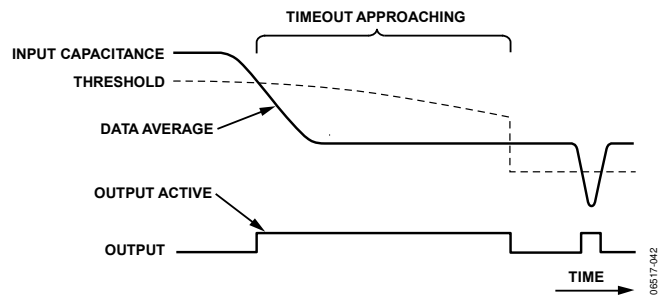 TIMEOUT APPROACHING
INPUT CAPACITANCE
THRESHOLD
DATA AVERAGE
OUTPUT ACTIVE
OUTPUT
TIME
06517-042